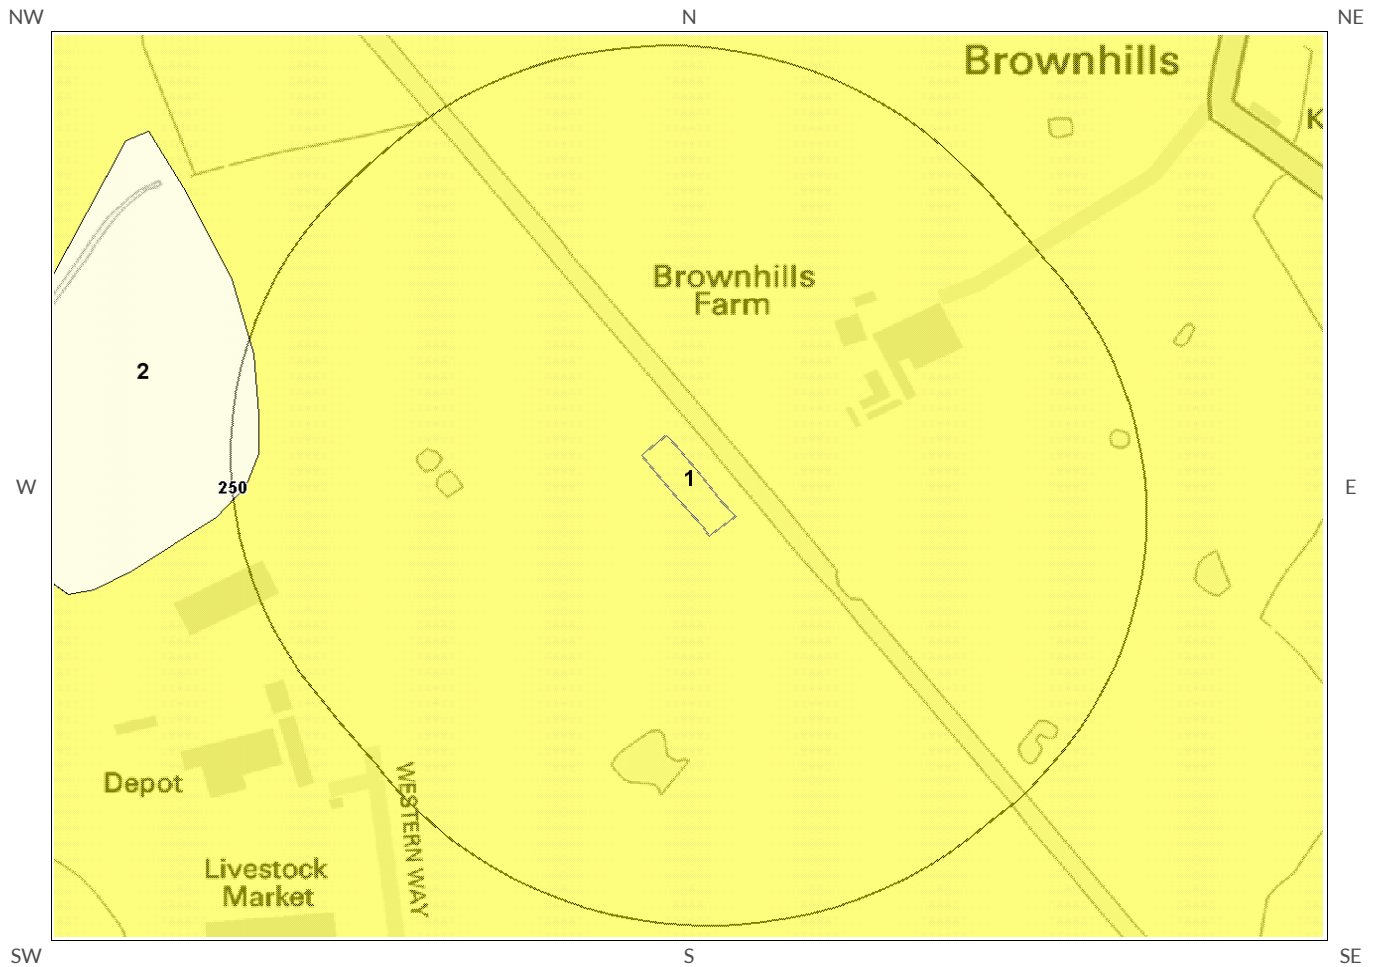 NW
N
NE
Brownhills
K
Brownhills
Farm
2
1
W
250
E
Depot
WESTERN WAY
Livestock
Market
SW
S
SE